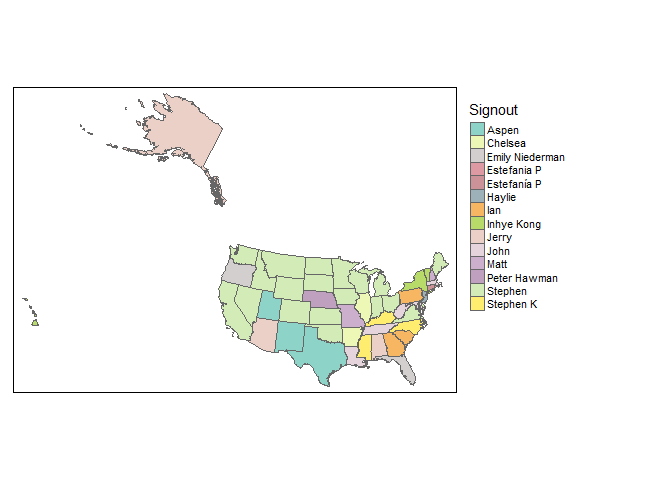 Signout
Aspen
Chelsea
Emily Niederman
Estefania P
Estefanía P
Haylie
Ian
Inhye Kong
Jerry
John
Matt
Peter Hawman
Stephen
Stephen K